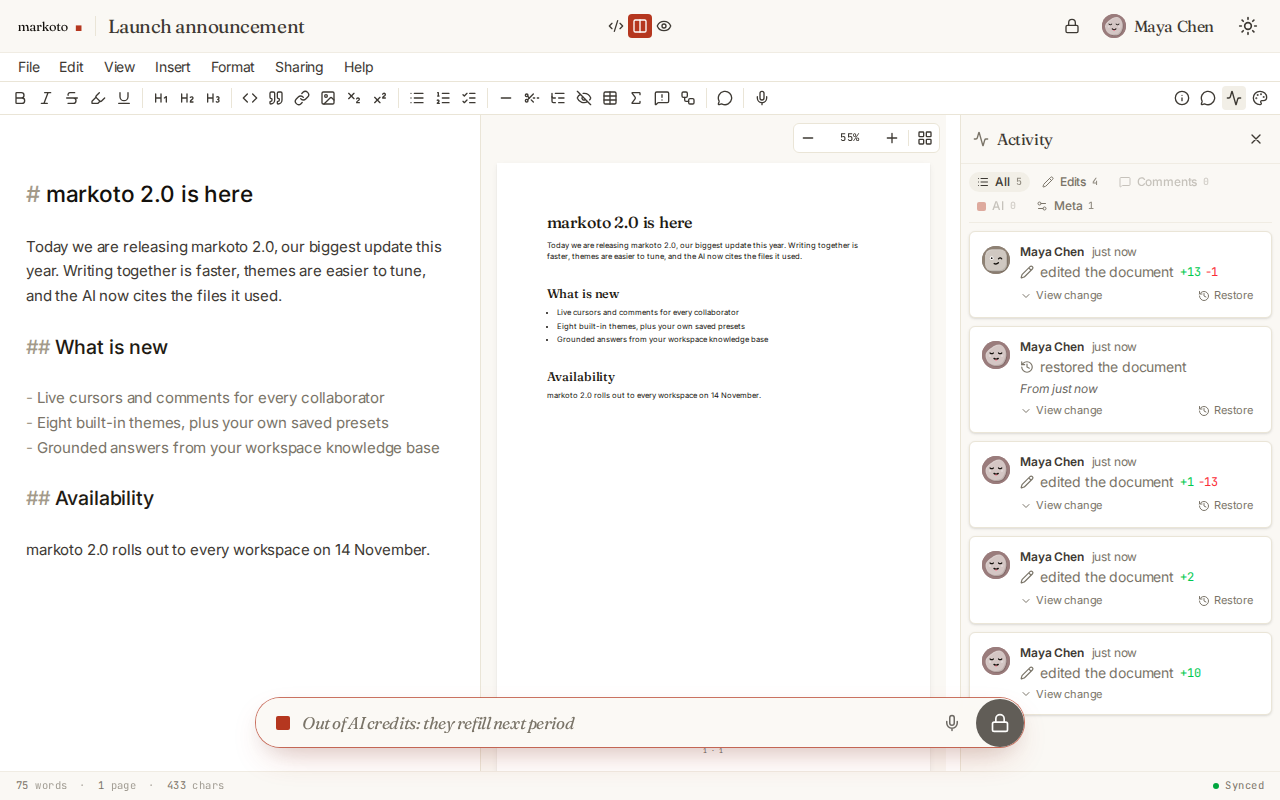 markoto
Launch announcement
Maya Chen
File Edit View Insert Format Sharing Help
H1 H2 H3
55%
# markoto 2.0 is here
Today we are releasing markoto 2.0, our biggest update this
year. Writing together is faster, themes are easier to tune,
and the AI now cites the files it used.
## What is new
- Live cursors and comments for every collaborator
- Eight built-in themes, plus your own saved presets
- Grounded answers from your workspace knowledge base
## Availability
markoto 2.0 rolls out to every workspace on 14 November.
markoto 2.0 is here
Today we are releasing markoto 2.0, our biggest update this year. Writing together is
faster, themes are easier to tune, and the AI now cites the files it used.
What is new
• Live cursors and comments for every collaborator
• Eight built-in themes, plus your own saved presets
• Grounded answers from your workspace knowledge base
Availability
markoto 2.0 rolls out to every workspace on 14 November.
1 · 1
Activity
All 5 Edits 4 Comments 0
AI 0 Meta 1
Maya Chen just now
edited the document +13 -1
View change Restore
Maya Chen just now
restored the document
From just now
View change Restore
Maya Chen just now
edited the document +1 -13
View change Restore
Maya Chen just now
edited the document +2
View change Restore
Maya Chen just now
edited the document +10
View change
Out of AI credits: they refill next period
75 words · 1 page · 433 chars
Synced